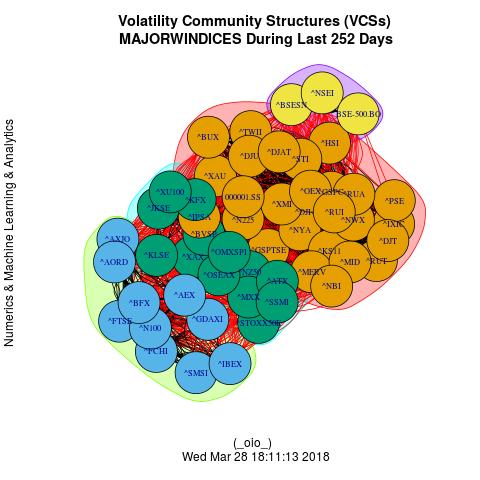 Volatility Community Structures (VCSs)
MAJORWINDICES During Last 252 Days
Numerics & Machine Learning & Analytics
^NSEI
^BSESN
BSE-500.BO
^BUX
^TWII
^HSI
^DJU
^DJAT
^STI
^XAU
^XU100
^KFX
000001.SS
^OEX
^GSPC
^RUA
^PSE
^JKSE
^IPSA
^N225
^XMI
^DJI
^RUI
^NWX
^IXIC
^BVSP
^NYA
^DJT
^AXJO
^KLSE
^XAX
^OMXSPI
^GSPTSE
^KS11
^AORD
^OSEAX
^NZ50
^MERV
^MID
^RUT
^ATX
^NBI
^BFX
^AEX
^MXX
^SSMI
^FTSE
^N100
^GDAXI
^STOXX50E
^FCHI
^SMSI
^IBEX
(_oio_)
Wed Mar 28 18:11:13 2018